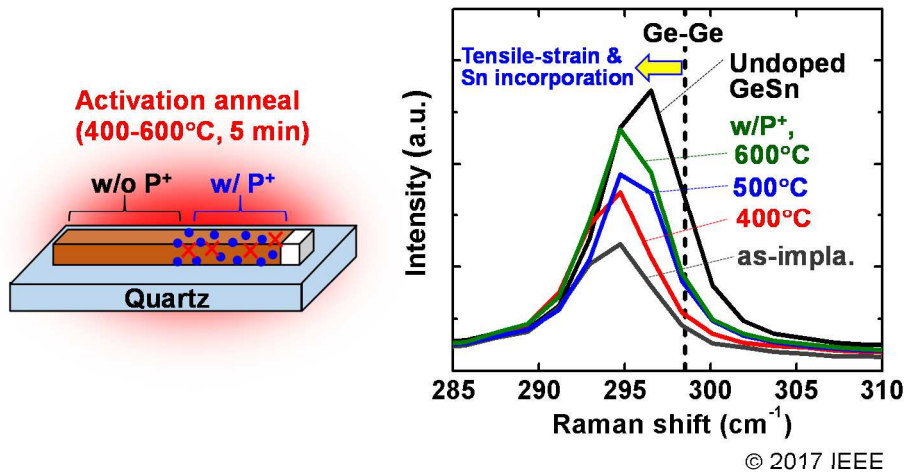 Activation anneal
(400-600°C, 5 min)
w/o P⁺
w/ P⁺
Quartz
Ge-Ge
Tensile-strain &
Sn incorporation
Undoped
GeSn
w/P⁺,
600°C
500°C
400°C
as-impla.
Intensity (a.u.)
285 290 295 300 305 310
Raman shift (cm⁻¹)
© 2017 IEEE